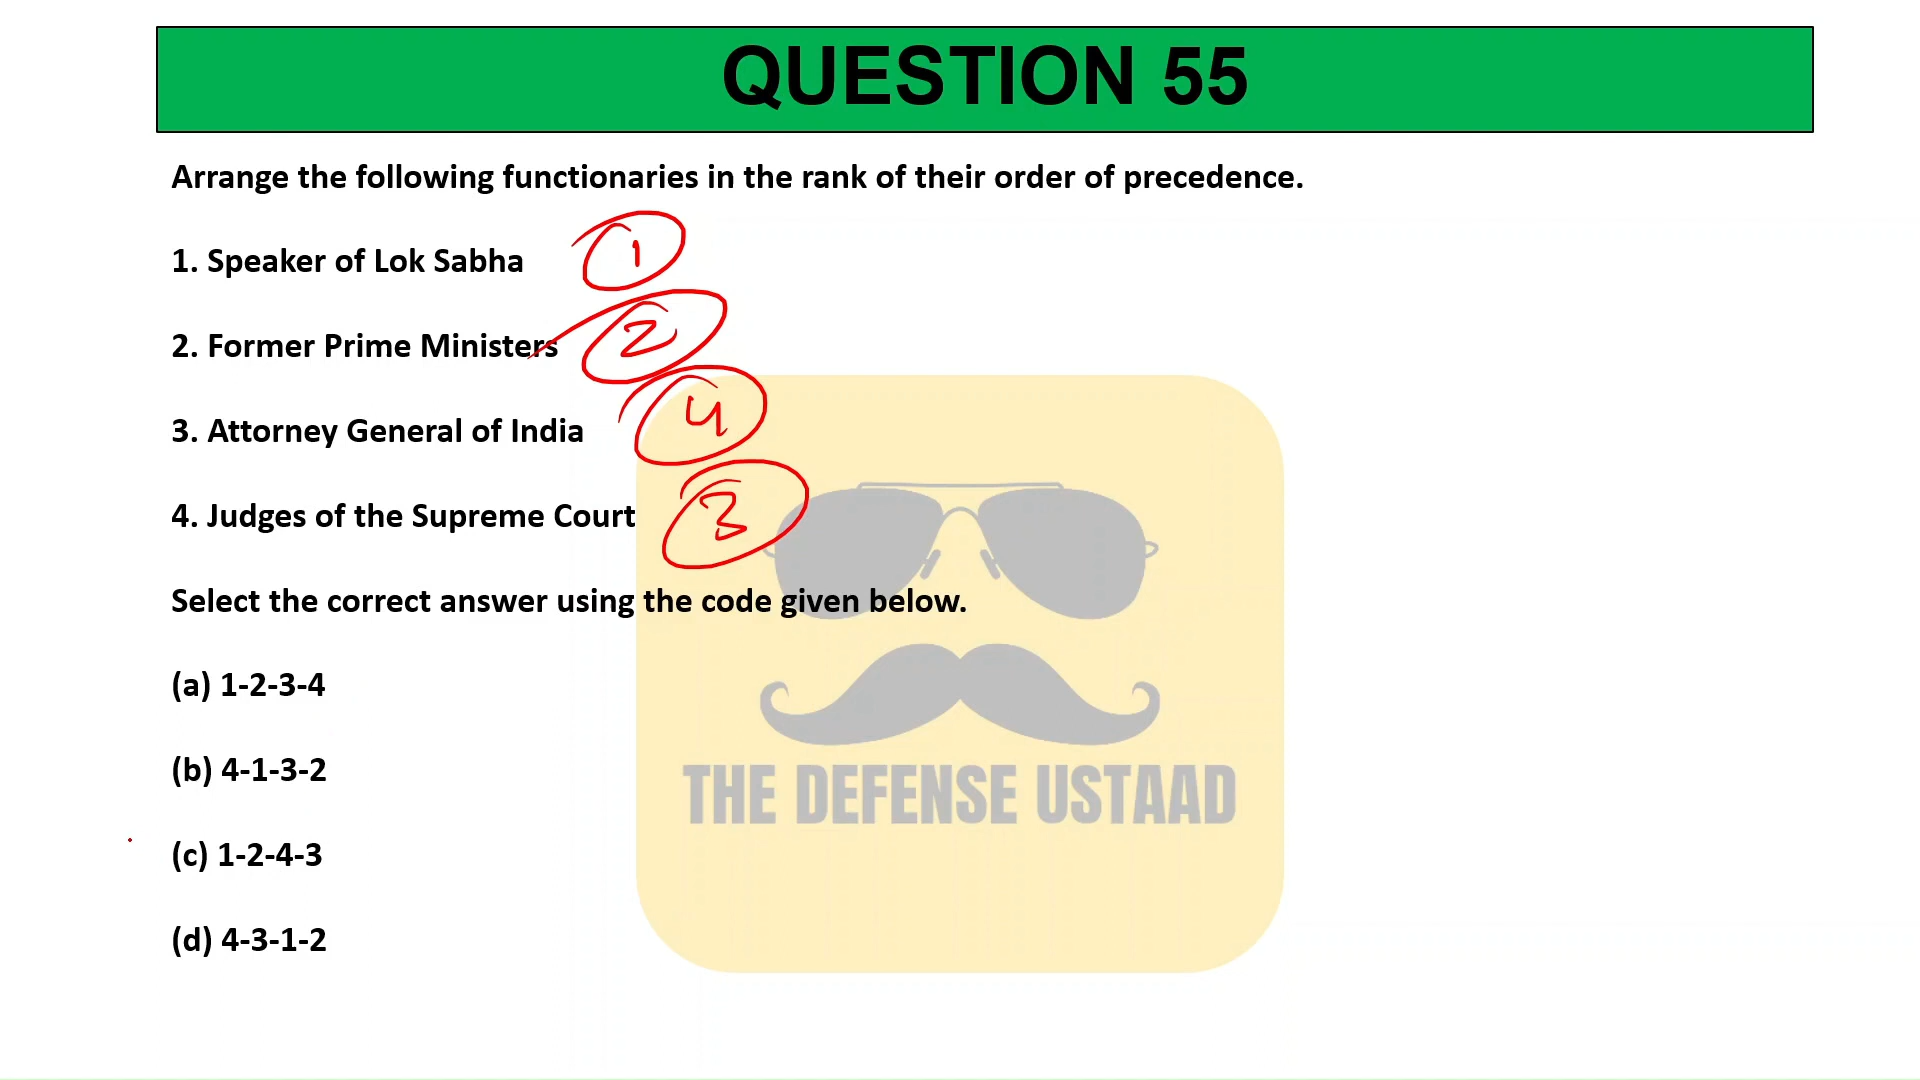 QUESTION 55
Arrange the following functionaries in the rank of their order of precedence.
1. Speaker of Lok Sabha 1
2. Former Prime Ministers 2
3. Attorney General of India 4
4. Judges of the Supreme Court 3
Select the correct answer using the code given below.
(a) 1-2-3-4
(b) 4-1-3-2
THE DEFENSE USTAAD
(c) 1-2-4-3
(d) 4-3-1-2